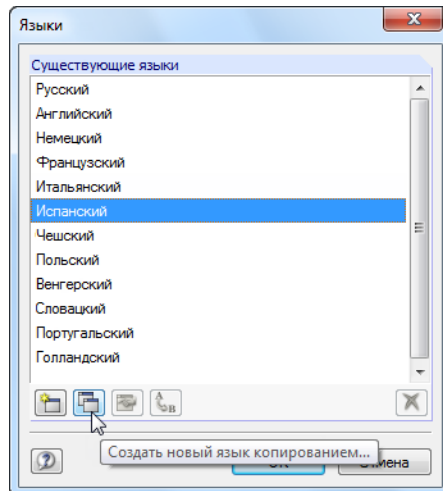 Языки
Существующие языки
Русский
Английский
Немецкий
Французский
Итальянский
Испанский
Чешский
Польский
Венгерский
Словацкий
Португальский
Голландский
Создать новый язык копированием...